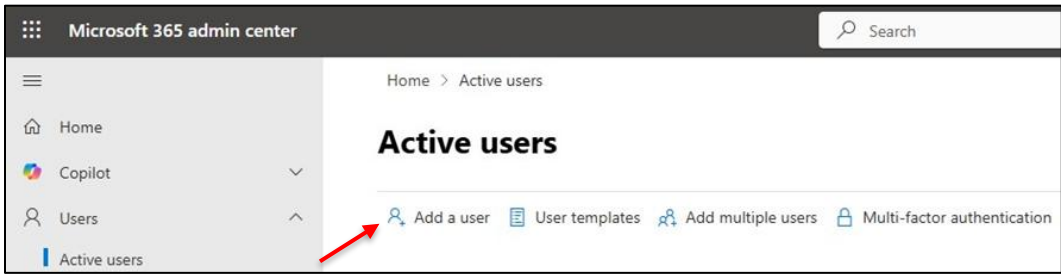 Microsoft 365 admin center
Search
Home > Active users
Home
Active users
Copilot
Users
Add a user User templates Add multiple users Multi-factor authentication
Active users